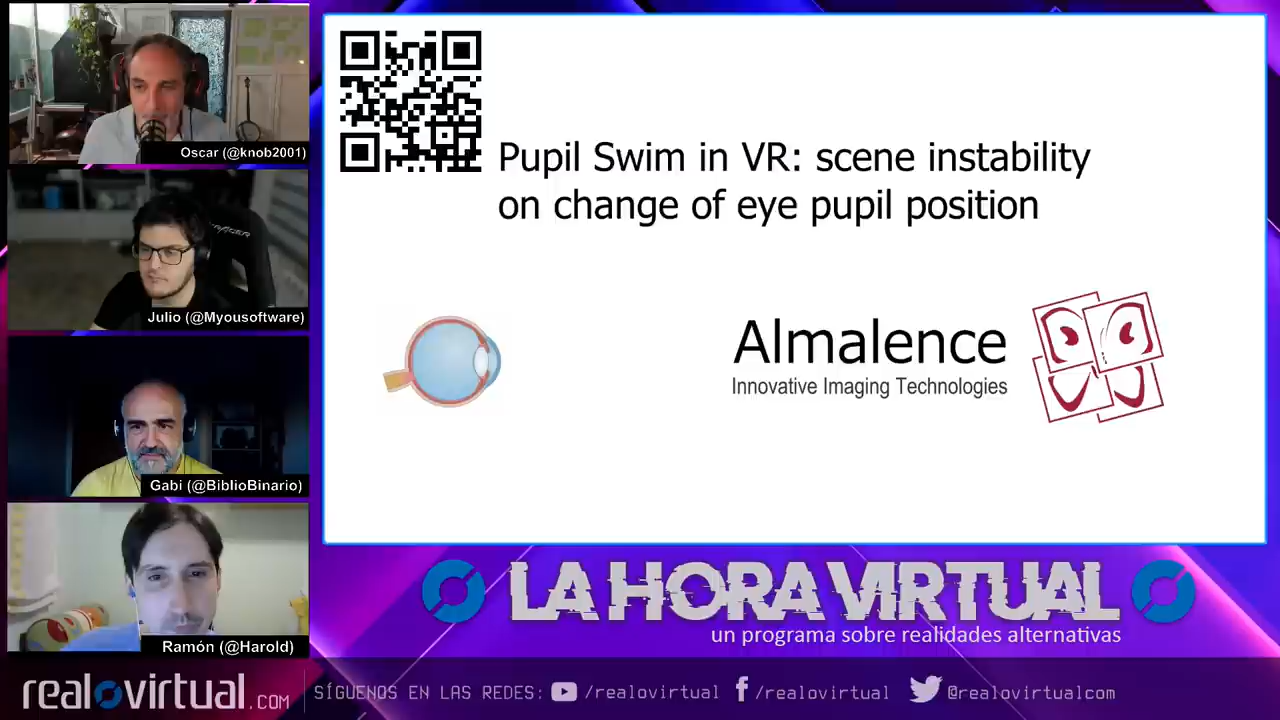 Oscar (@knob2001)
Julio (@Myousoftware)
Gabi (@BiblioBinario)
Ramón (@Harold)
Pupil Swim in VR: scene instability
on change of eye pupil position
Almalence
Innovative Imaging Technologies
LA HORA VIRTUAL
un programa sobre realidades alternativas
realovirtual.com
SÍGUENOS EN LAS REDES: /realovirtual /realovirtual @realovirtualcom